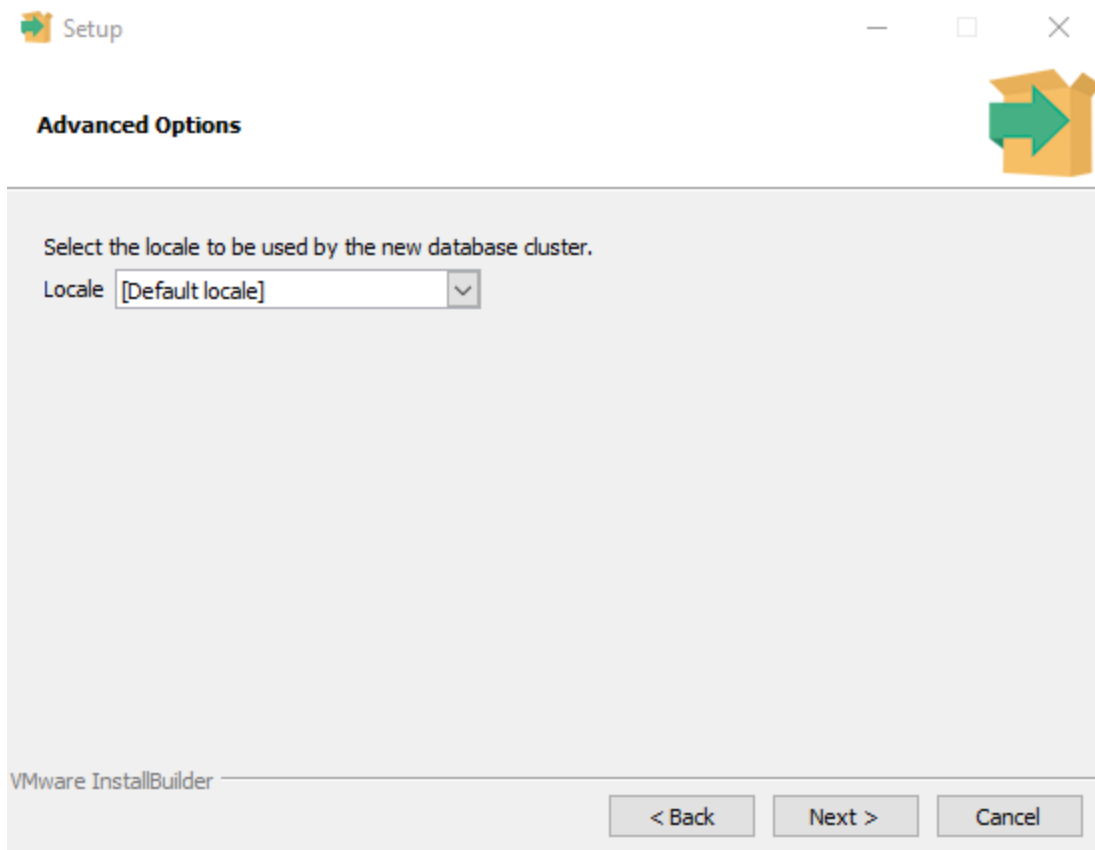 Setup
Advanced Options
Select the locale to be used by the new database cluster.
Locale [Default locale]
VMware InstallBuilder
< Back Next > Cancel